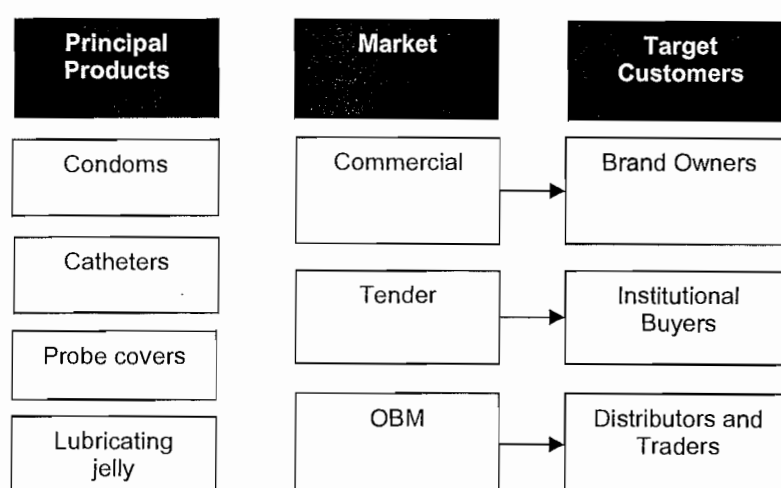 Principal
Products
Market
Target
Customers
Condoms
Commercial
Brand Owners
Catheters
Tender
Institutional
Buyers
Probe covers
Lubricating
jelly
OBM
Distributors and
Traders